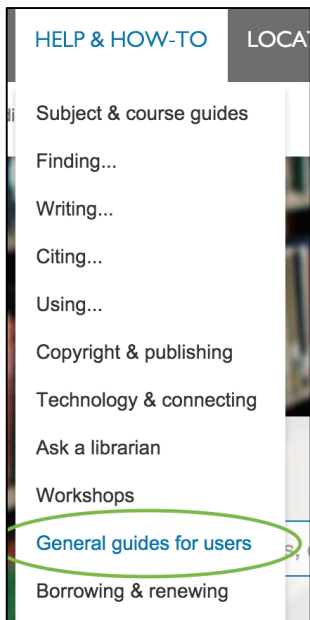 HELP & HOW-TO LOCA
di
Subject & course guides
Finding...
Writing...
Citing...
Using...
Copyright & publishing
Technology & connecting
Ask a librarian
Workshops
General guides for users
s,
Borrowing & renewing